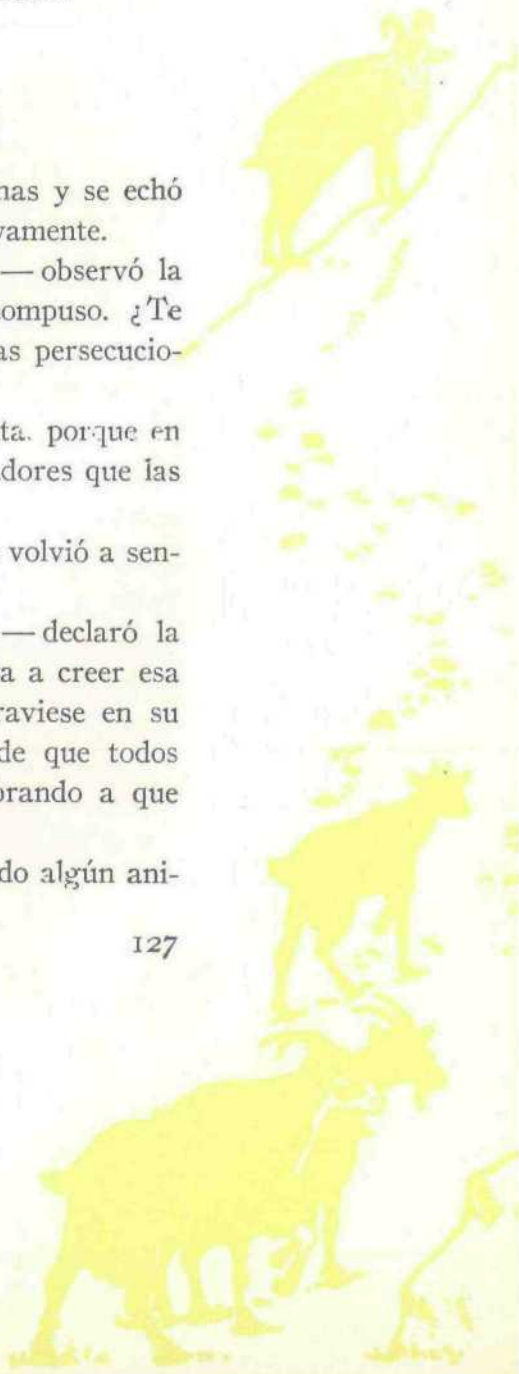 nas y se echó
vamente.
— observó la
ompuso. ¿Te
as persecucio-
ta. porque en
dores que las
volvió a sen-
— declaró la
a a creer esa
raviese en su
de que todos
orando a que
do algún ani-
127